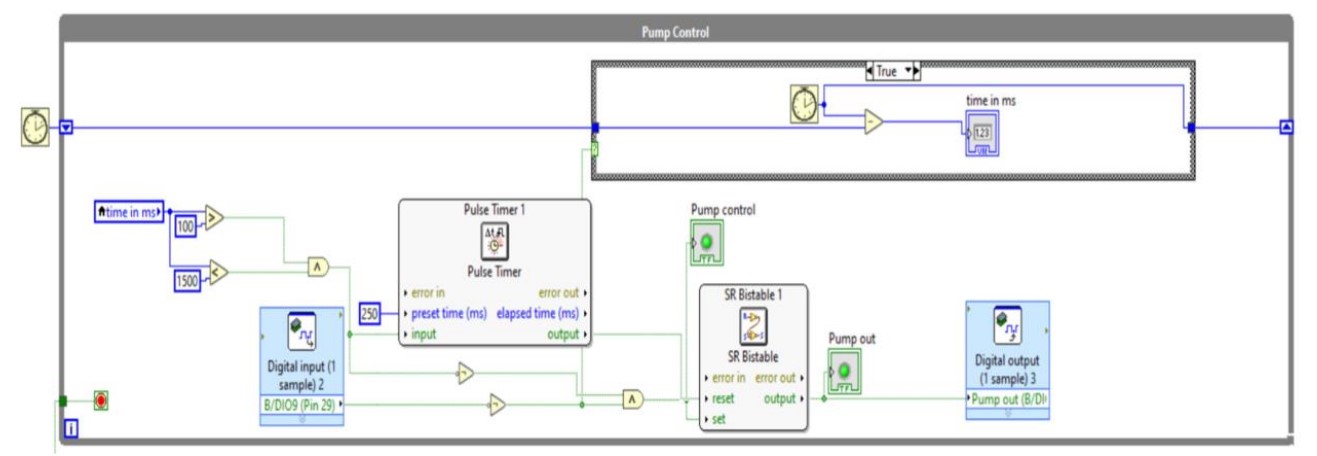 Pump Control
True
time in ms
123
time in ms
100
1500
Pulse Timer 1
Pulse Timer
error in error out
preset time (ms) elapsed time (ms)
input output
250
Pump control
TF
SR Bistable 1
SR Bistable
error in error out
reset output
set
Digital input (1
sample) 2
B/DIO9 (Pin 29)
Pump out
TF
Digital output
(1 sample) 3
Pump out (B/DI
i